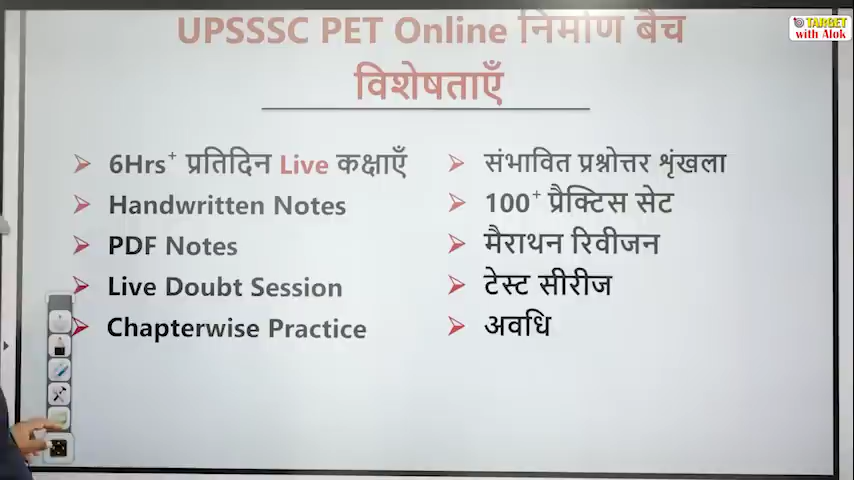 TARGET
with Alok
UPSSSC PET Online निर्माण बैच
विशेषताएँ
6Hrs+ प्रतिदिन Live कक्षाएँ
Handwritten Notes
PDF Notes
Live Doubt Session
Chapterwise Practice
संभावित प्रश्नोत्तर शृंखला
100+ प्रैक्टिस सेट
मैराथन रिवीजन
टेस्ट सीरीज
अवधि